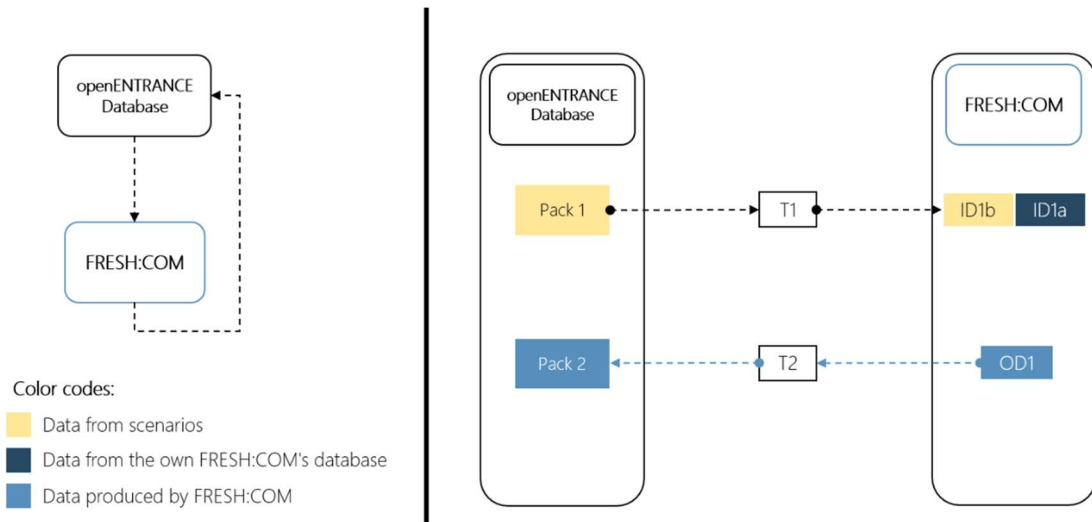 openENTRANCE
Database
FRESH:COM
Color codes:
Data from scenarios
Data from the own FRESH:COM's database
Data produced by FRESH:COM
openENTRANCE
Database
FRESH:COM
Pack 1
T1
ID1b
ID1a
Pack 2
T2
OD1